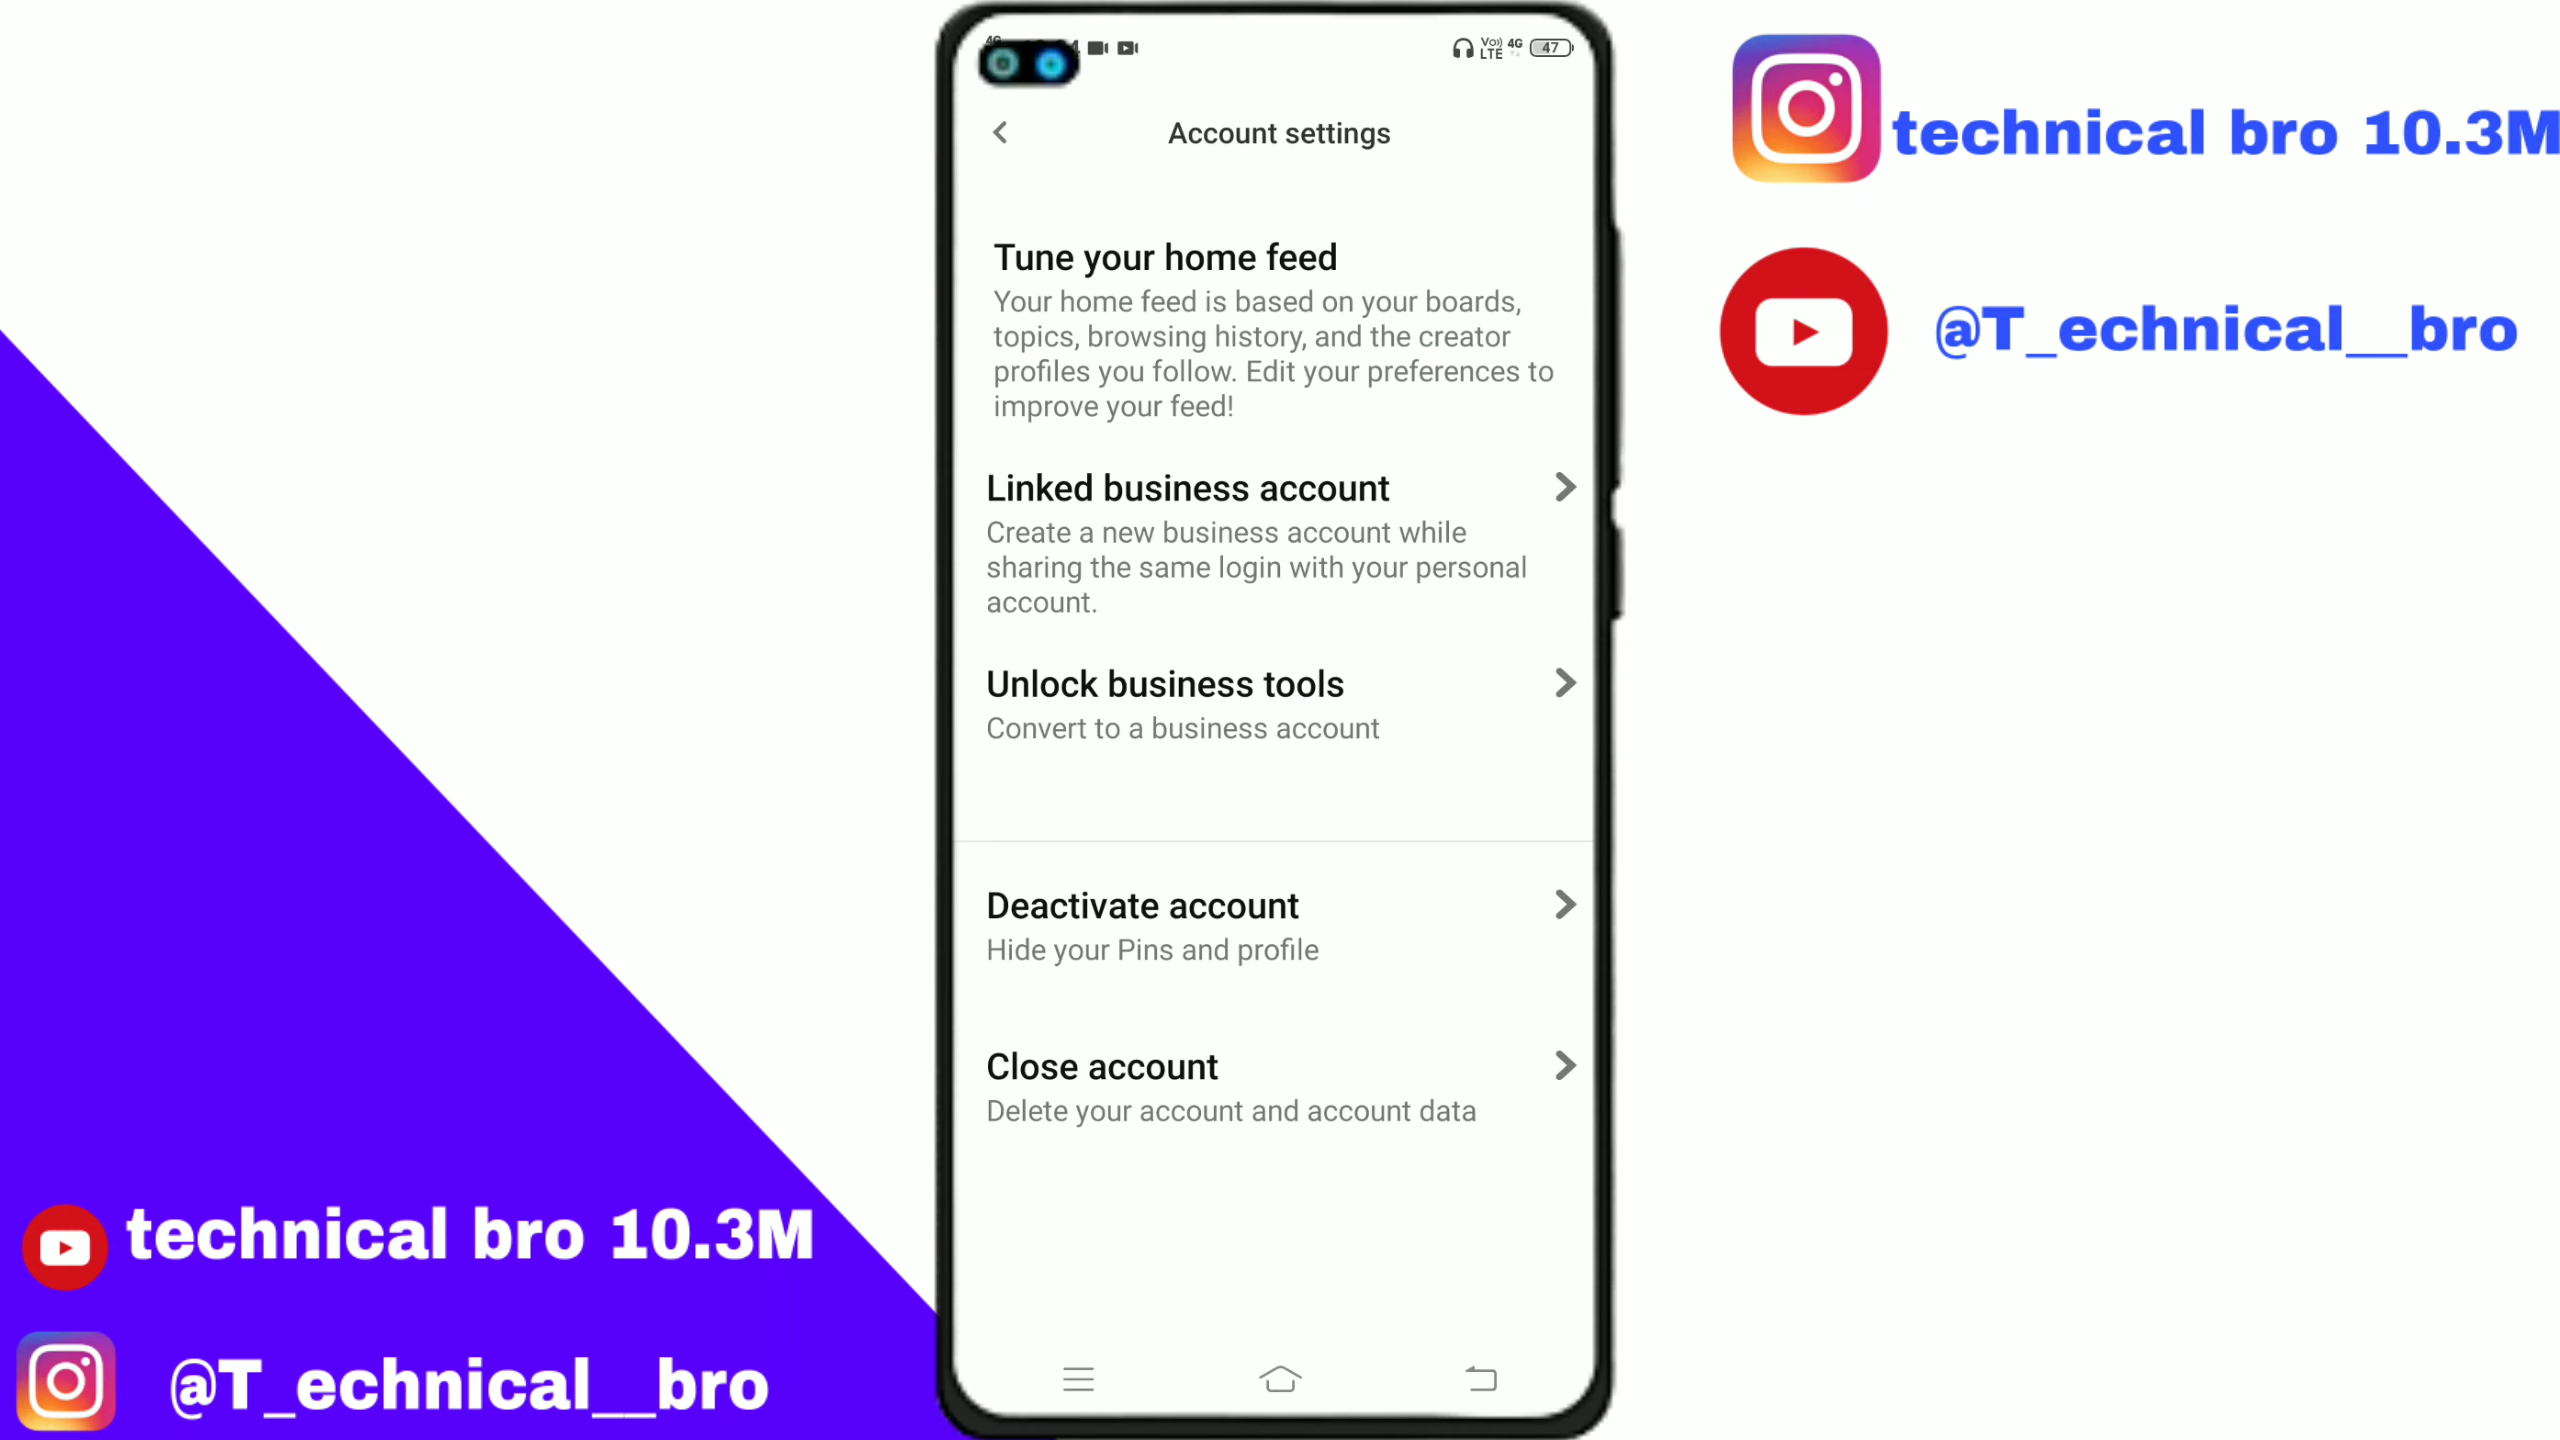 4G
VoLTE 4G 47
Account settings
Tune your home feed
Your home feed is based on your boards,
topics, browsing history, and the creator
profiles you follow. Edit your preferences to
improve your feed!
Linked business account
Create a new business account while
sharing the same login with your personal
account.
Unlock business tools
Convert to a business account
Deactivate account
Hide your Pins and profile
Close account
Delete your account and account data
technical bro 10.3M
@T_echnical__bro
technical bro 10.3M
@T_echnical__bro